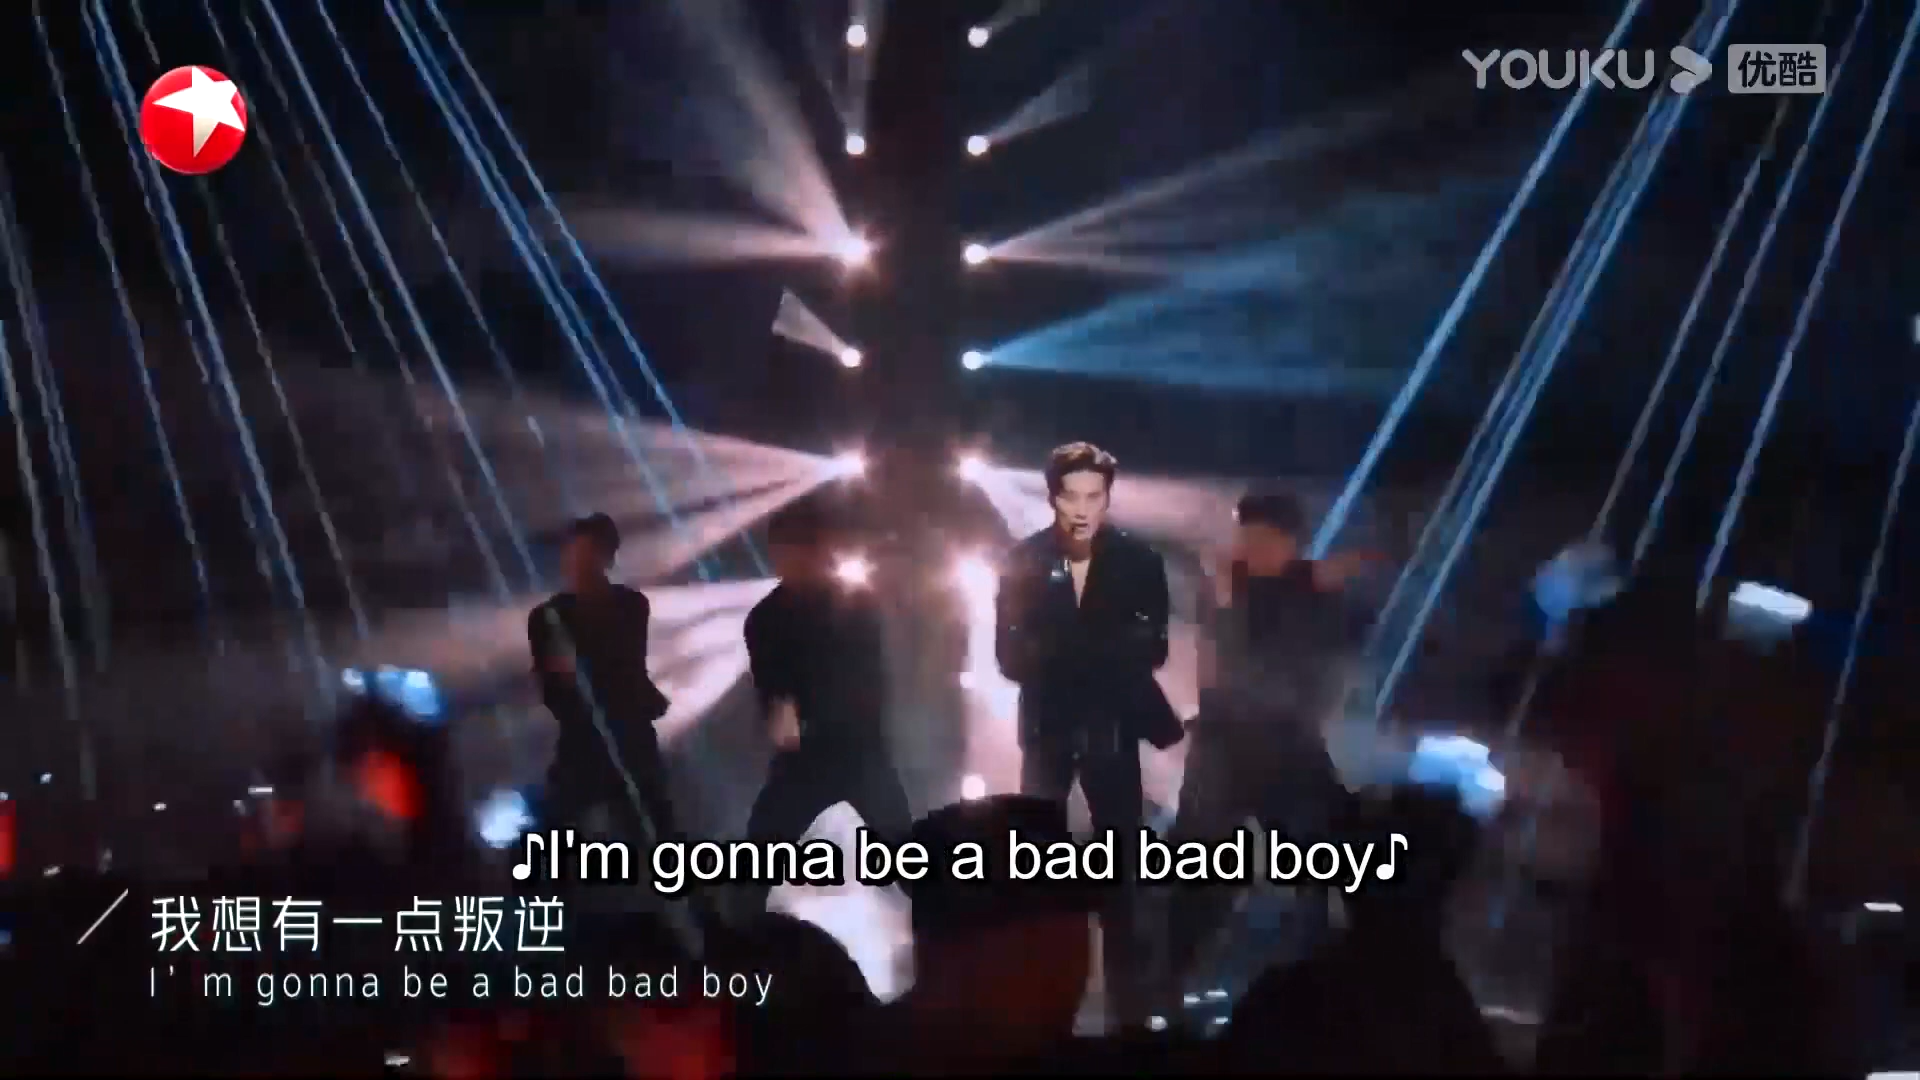 YOUKU 优酷
♪I'm gonna be a bad bad boy♪
我想有一点叛逆
I'm gonna be a bad bad boy